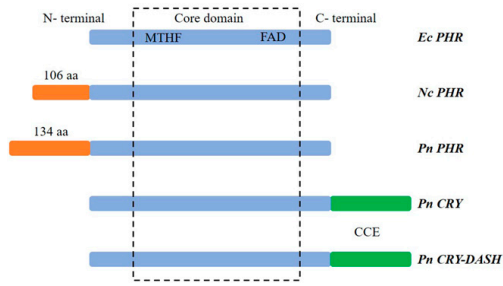 N- terminal Core domain C- terminal
MTHF FAD Ec PHR
106 aa
Nc PHR
134 aa
Pn PHR
Pn CRY
CCE
Pn CRY-DASH